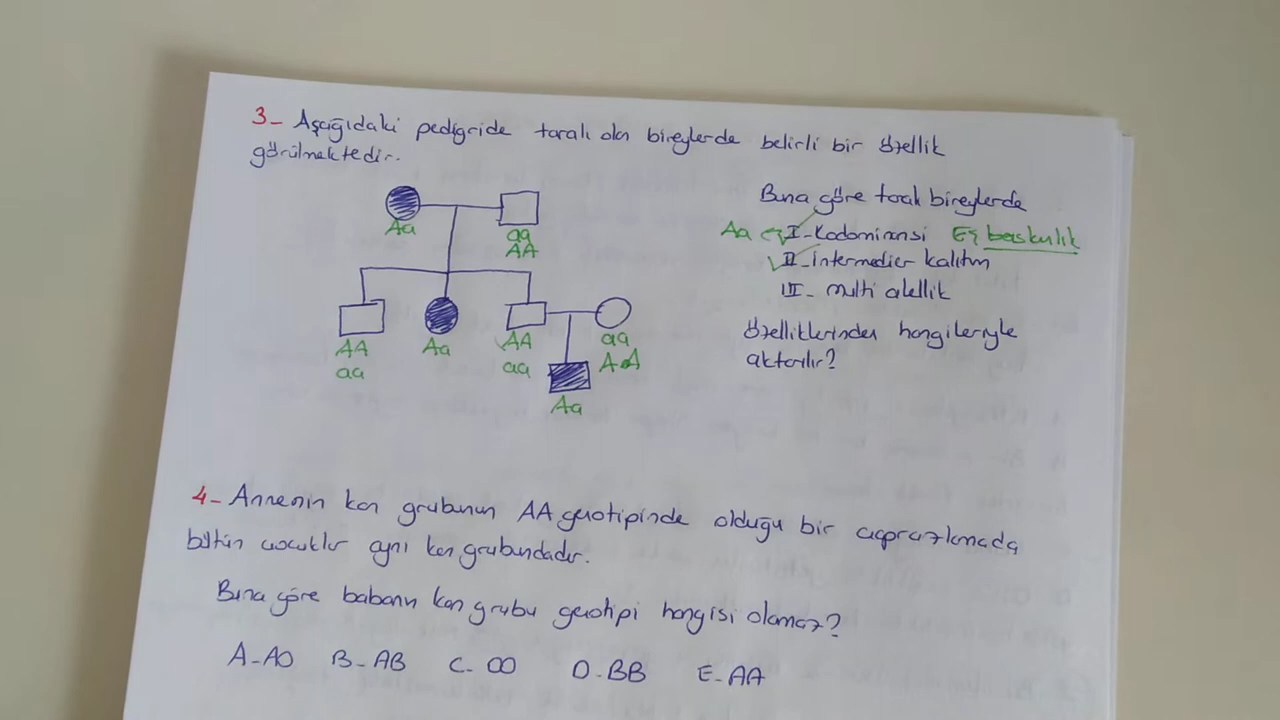 3- Aşağıdaki pedigride taralı olan bireylerde belirli bir özellik
görülmektedir.
Aa
aa
AA
AA
aa
Aa
AA
aa
aa
AA
Aa
Buna göre taralı bireylerde
Aa I-Kodominansi Eş baskınlık
II-intermedier kalıtım
III- multi alellik
özelliklerinden hangileriyle
aktarılır?
4- Annenin kan grubunun AA genotipinde olduğu bir çaprazlamada
bütün çocuklar aynı kan grubundadır.
Buna göre babanın kan grubu genotipi hangisi olamaz?
A-AO B-AB C-OO D-BB E-AA